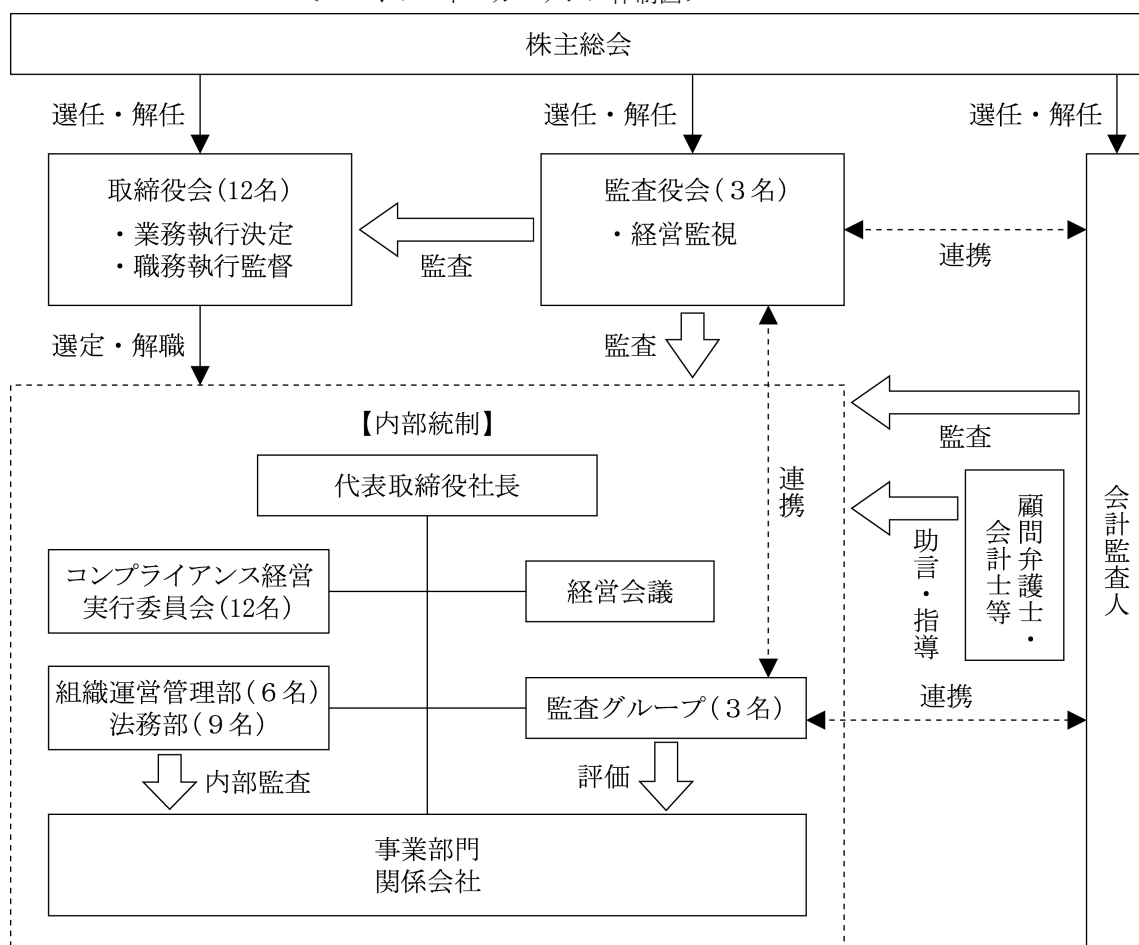 株主総会
選任・解任
選任・解任
選任・解任
取締役会(12名)
・業務執行決定
・職務執行監督
監査役会(3名)
・経営監視
監査
連携
選定・解職
監査
【内部統制】
監査
代表取締役社長
連携
コンプライアンス経営
実行委員会(12名)
経営会議
助言・指導
顧問弁護士・
会計士等
会計監査人
組織運営管理部(6名)
法務部(9名)
監査グループ(3名)
連携
内部監査
評価
事業部門
関係会社